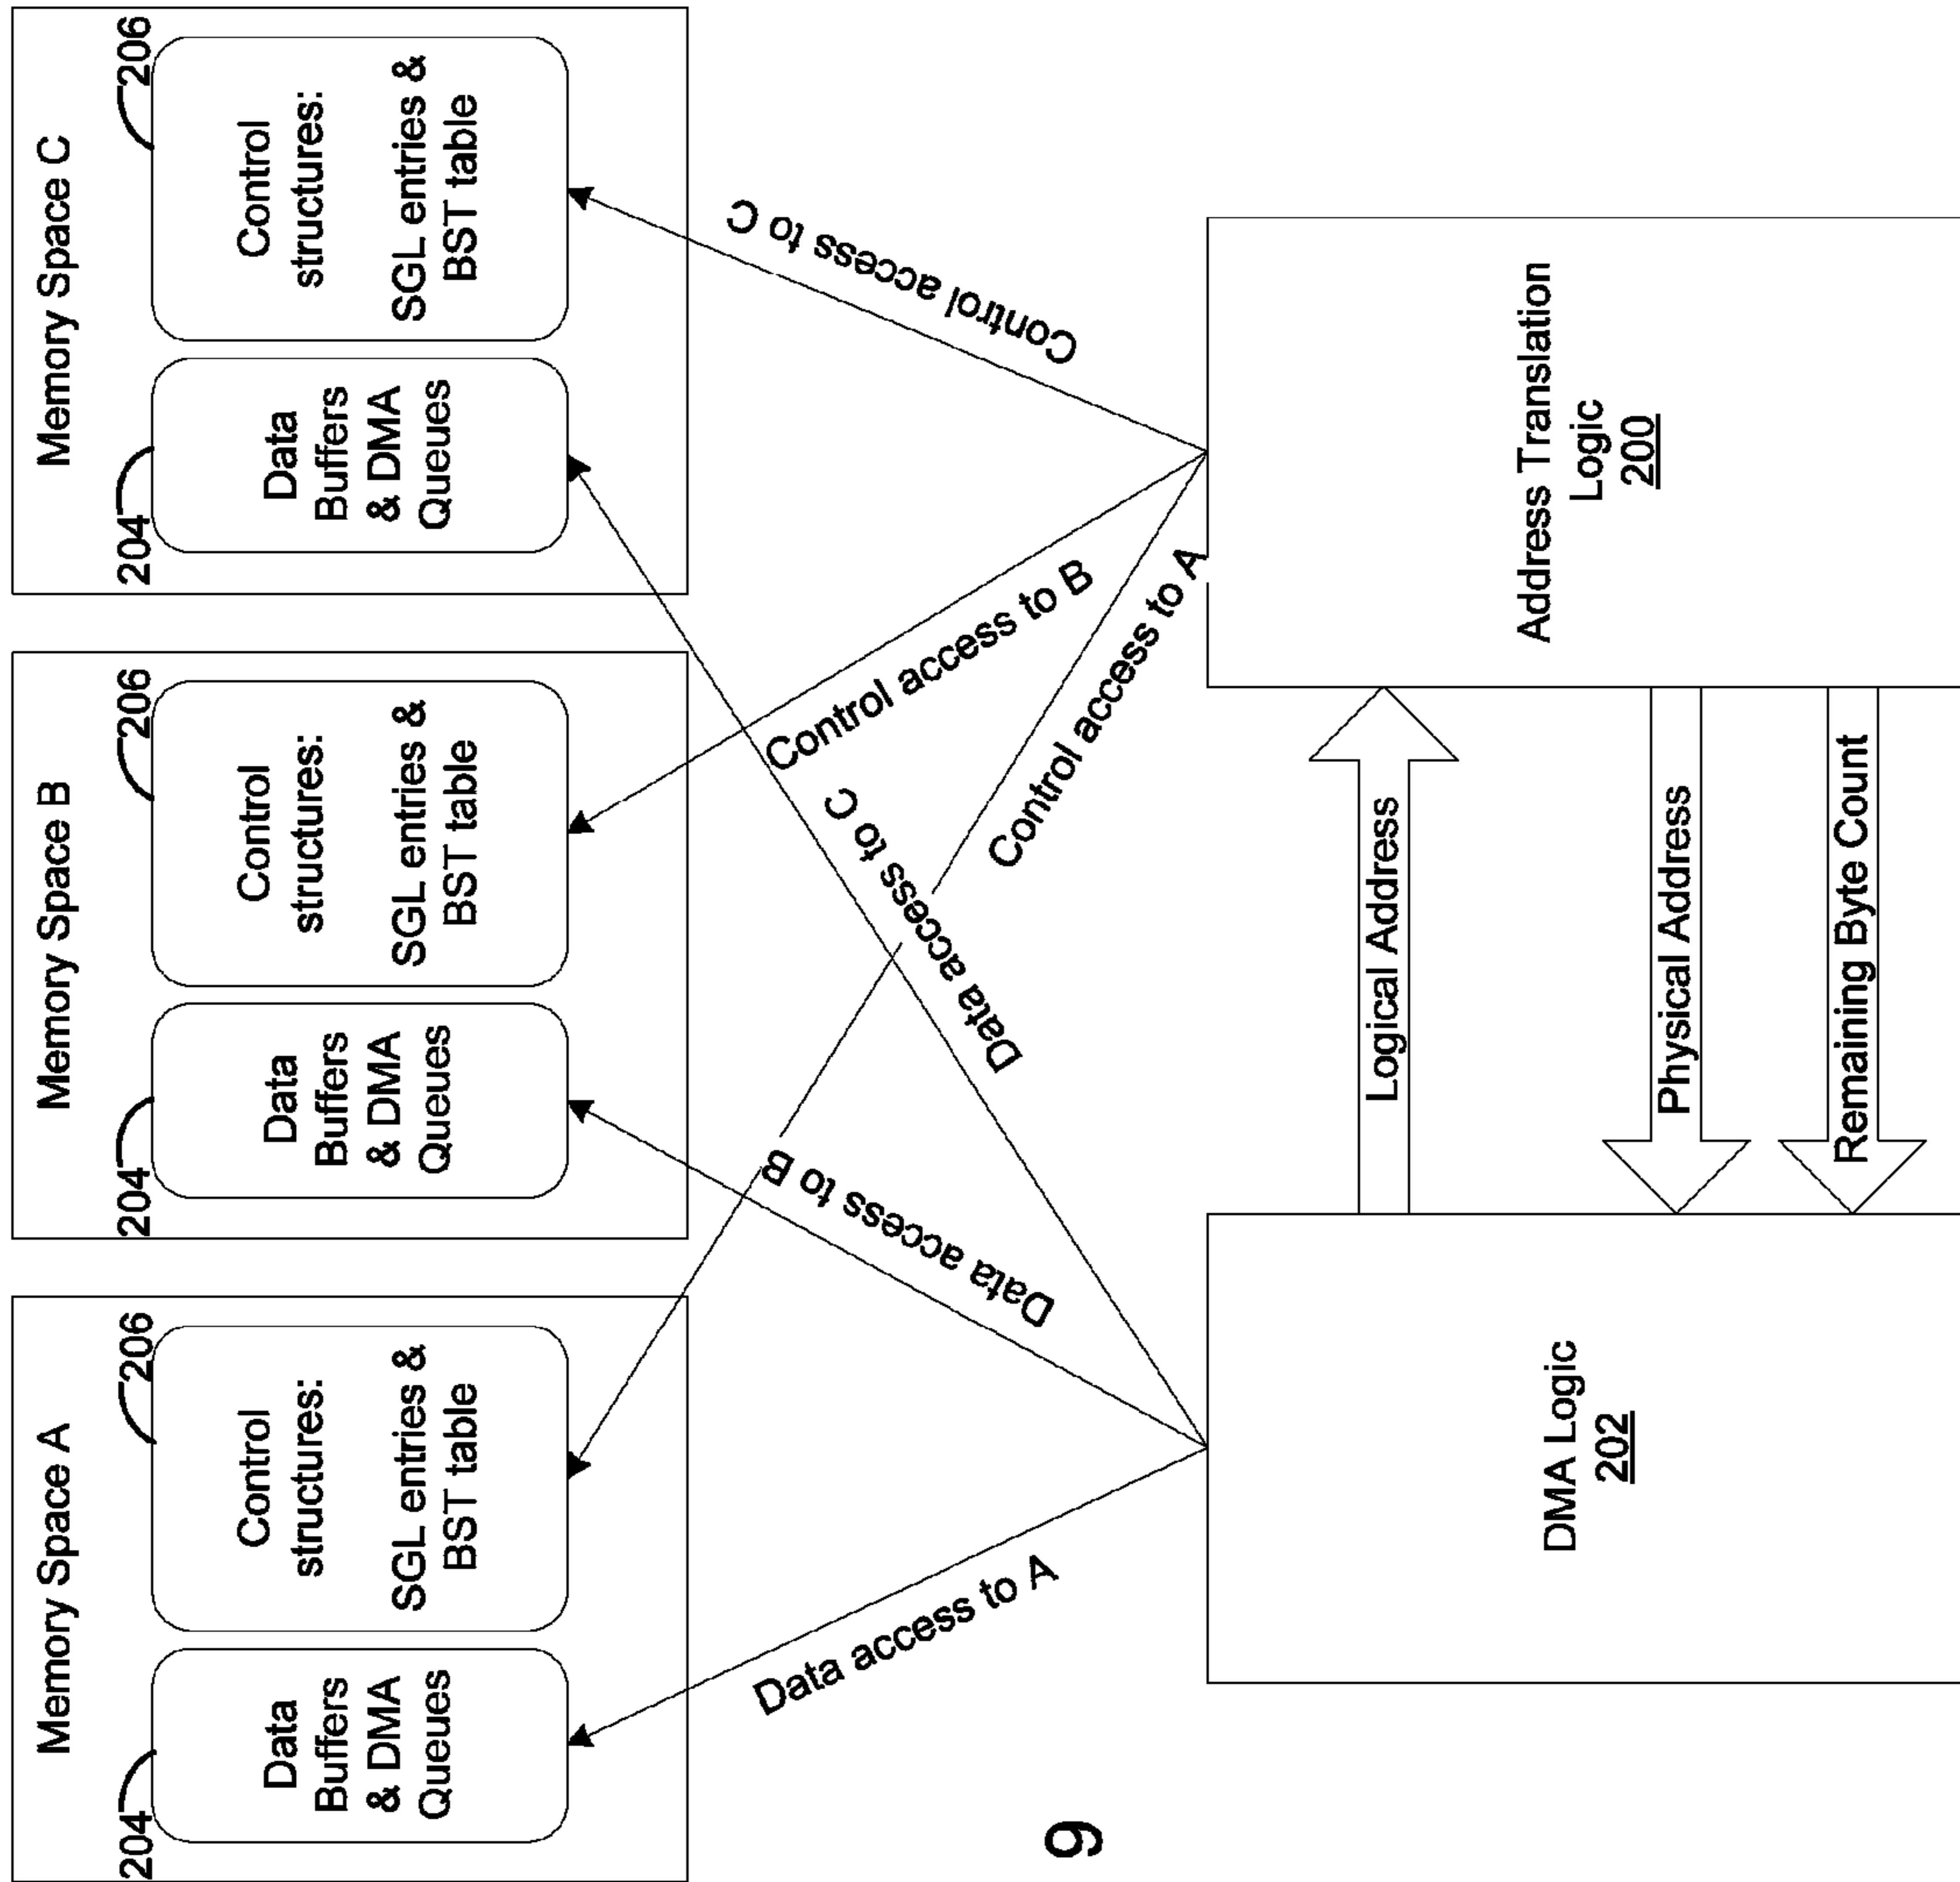 Memory Space A
204
206
Data
Buffers
& DMA
Queues
Control
structures:
SGL entries &
BST table
Memory Space B
204
206
Data
Buffers
& DMA
Queues
Control
structures:
SGL entries &
BST table
Memory Space C
204
206
Data
Buffers
& DMA
Queues
Control
structures:
SGL entries &
BST table
Data access to A
Data access to B
Data access to C
Control access to A
Control access to B
Control access to C
9
DMA Logic
202
Logical Address
Physical Address
Remaining Byte Count
Address Translation
Logic
200